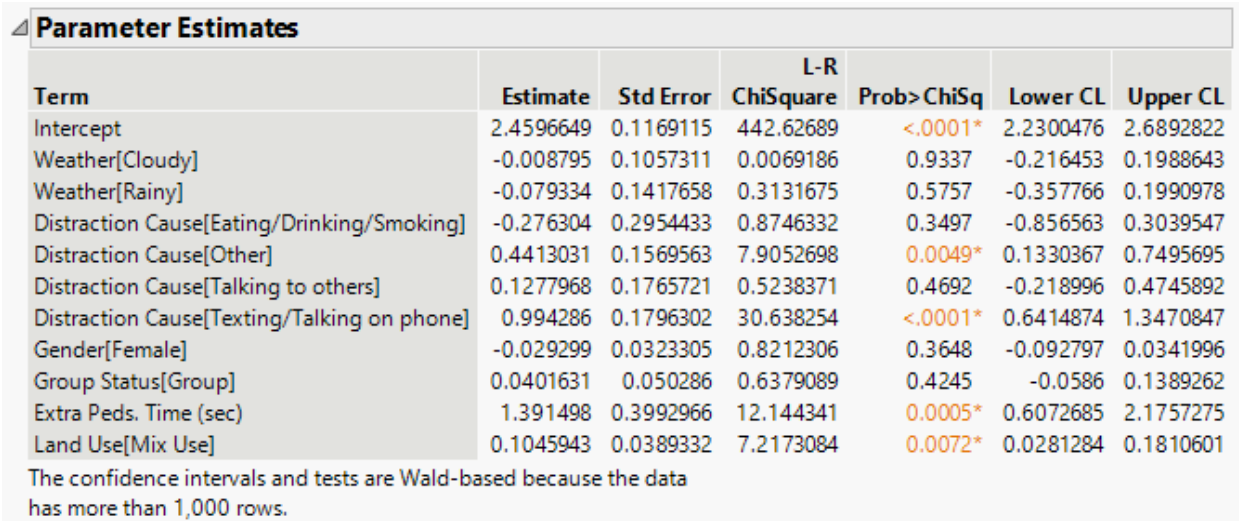 Parameter Estimates
L-R
Term Estimate Std Error ChiSquare Prob>ChiSq Lower CL Upper CL
Intercept 2.4596649 0.1169115 442.62689 <.0001* 2.2300476 2.6892822
Weather[Cloudy] -0.008795 0.1057311 0.0069186 0.9337 -0.216453 0.1988643
Weather[Rainy] -0.079334 0.1417658 0.3131675 0.5757 -0.357766 0.1990978
Distraction Cause[Eating/Drinking/Smoking] -0.276304 0.2954433 0.8746332 0.3497 -0.856563 0.3039547
Distraction Cause[Other] 0.4413031 0.1569563 7.9052698 0.0049* 0.1330367 0.7495695
Distraction Cause[Talking to others] 0.1277968 0.1765721 0.5238371 0.4692 -0.218996 0.4745892
Distraction Cause[Texting/Talking on phone] 0.994286 0.1796302 30.638254 <.0001* 0.6414874 1.3470847
Gender[Female] -0.029299 0.0323305 0.8212306 0.3648 -0.092797 0.0341996
Group Status[Group] 0.0401631 0.050286 0.6379089 0.4245 -0.0586 0.1389262
Extra Peds. Time (sec) 1.391498 0.3992966 12.144341 0.0005* 0.6072685 2.1757275
Land Use[Mix Use] 0.1045943 0.0389332 7.2173084 0.0072* 0.0281284 0.1810601
The confidence intervals and tests are Wald-based because the data
has more than 1,000 rows.